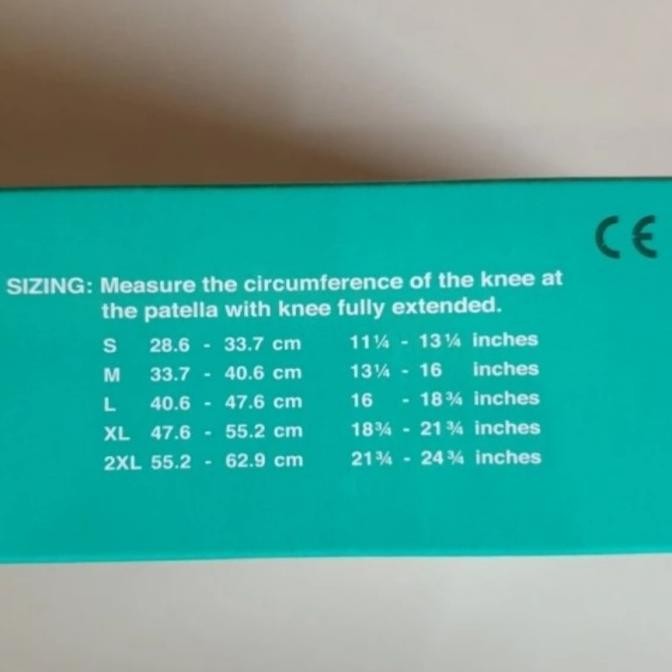 CE
SIZING: Measure the circumference of the knee at
the patella with knee fully extended.
S 28.6 - 33.7 cm 11¼ - 13¼ inches
M 33.7 - 40.6 cm 13¼ - 16 inches
L 40.6 - 47.6 cm 16 - 18¾ inches
XL 47.6 - 55.2 cm 18¾ - 21¾ inches
2XL 55.2 - 62.9 cm 21¾ - 24¾ inches